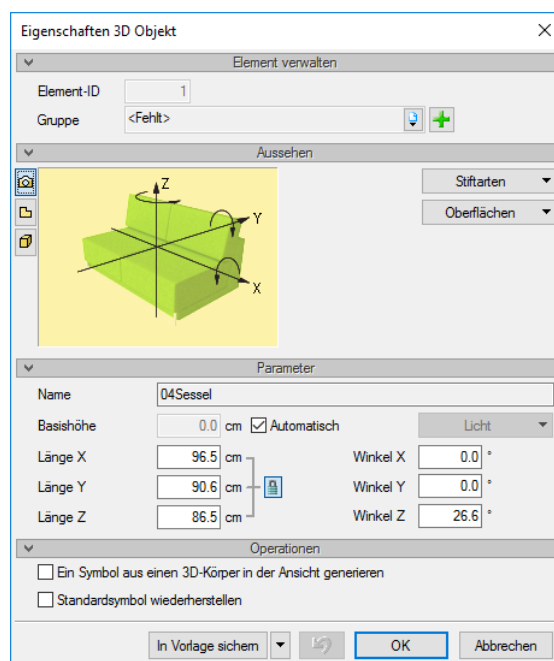 Eigenschaften 3D Objekt
Element verwalten
Element-ID 1
Gruppe <Fehlt>
Aussehen
Z
Y
X
Stiftarten
Oberflächen
Parameter
Name 04Sessel
Basishöhe 0.0 cm Automatisch Licht
Länge X 96.5 cm Winkel X 0.0 °
Länge Y 90.6 cm Winkel Y 0.0 °
Länge Z 86.5 cm Winkel Z 26.6 °
Operationen
Ein Symbol aus einen 3D-Körper in der Ansicht generieren
Standardsymbol wiederherstellen
In Vorlage sichern OK Abbrechen